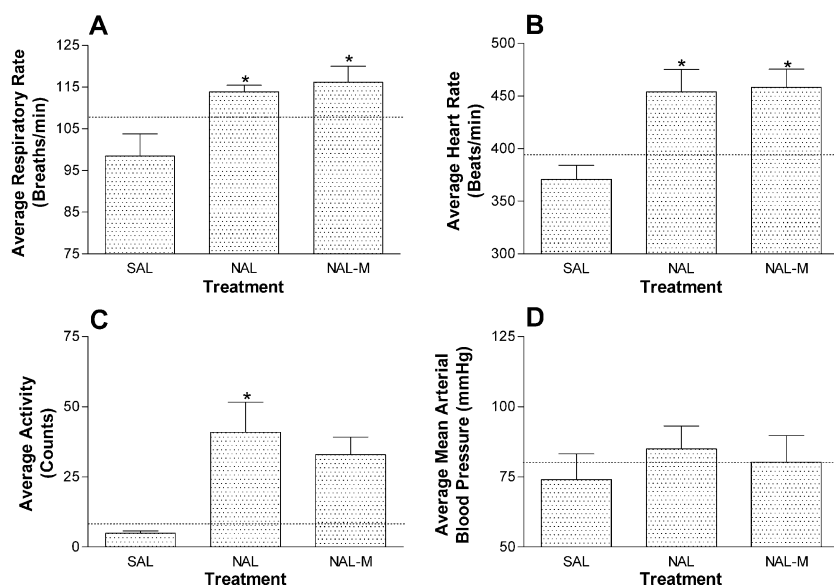 A
Average Respiratory Rate
(Breaths/min)
125
115
105
95
85
75
*
*
SAL
NAL
NAL-M
Treatment
B
Average Heart Rate
(Beats/min)
500
450
400
350
300
*
*
SAL
NAL
NAL-M
Treatment
C
Average Activity
(Counts)
75
50
25
0
*
SAL
NAL
NAL-M
Treatment
D
Average Mean Arterial
Blood Pressure (mmHg)
125
100
75
50
SAL
NAL
NAL-M
Treatment